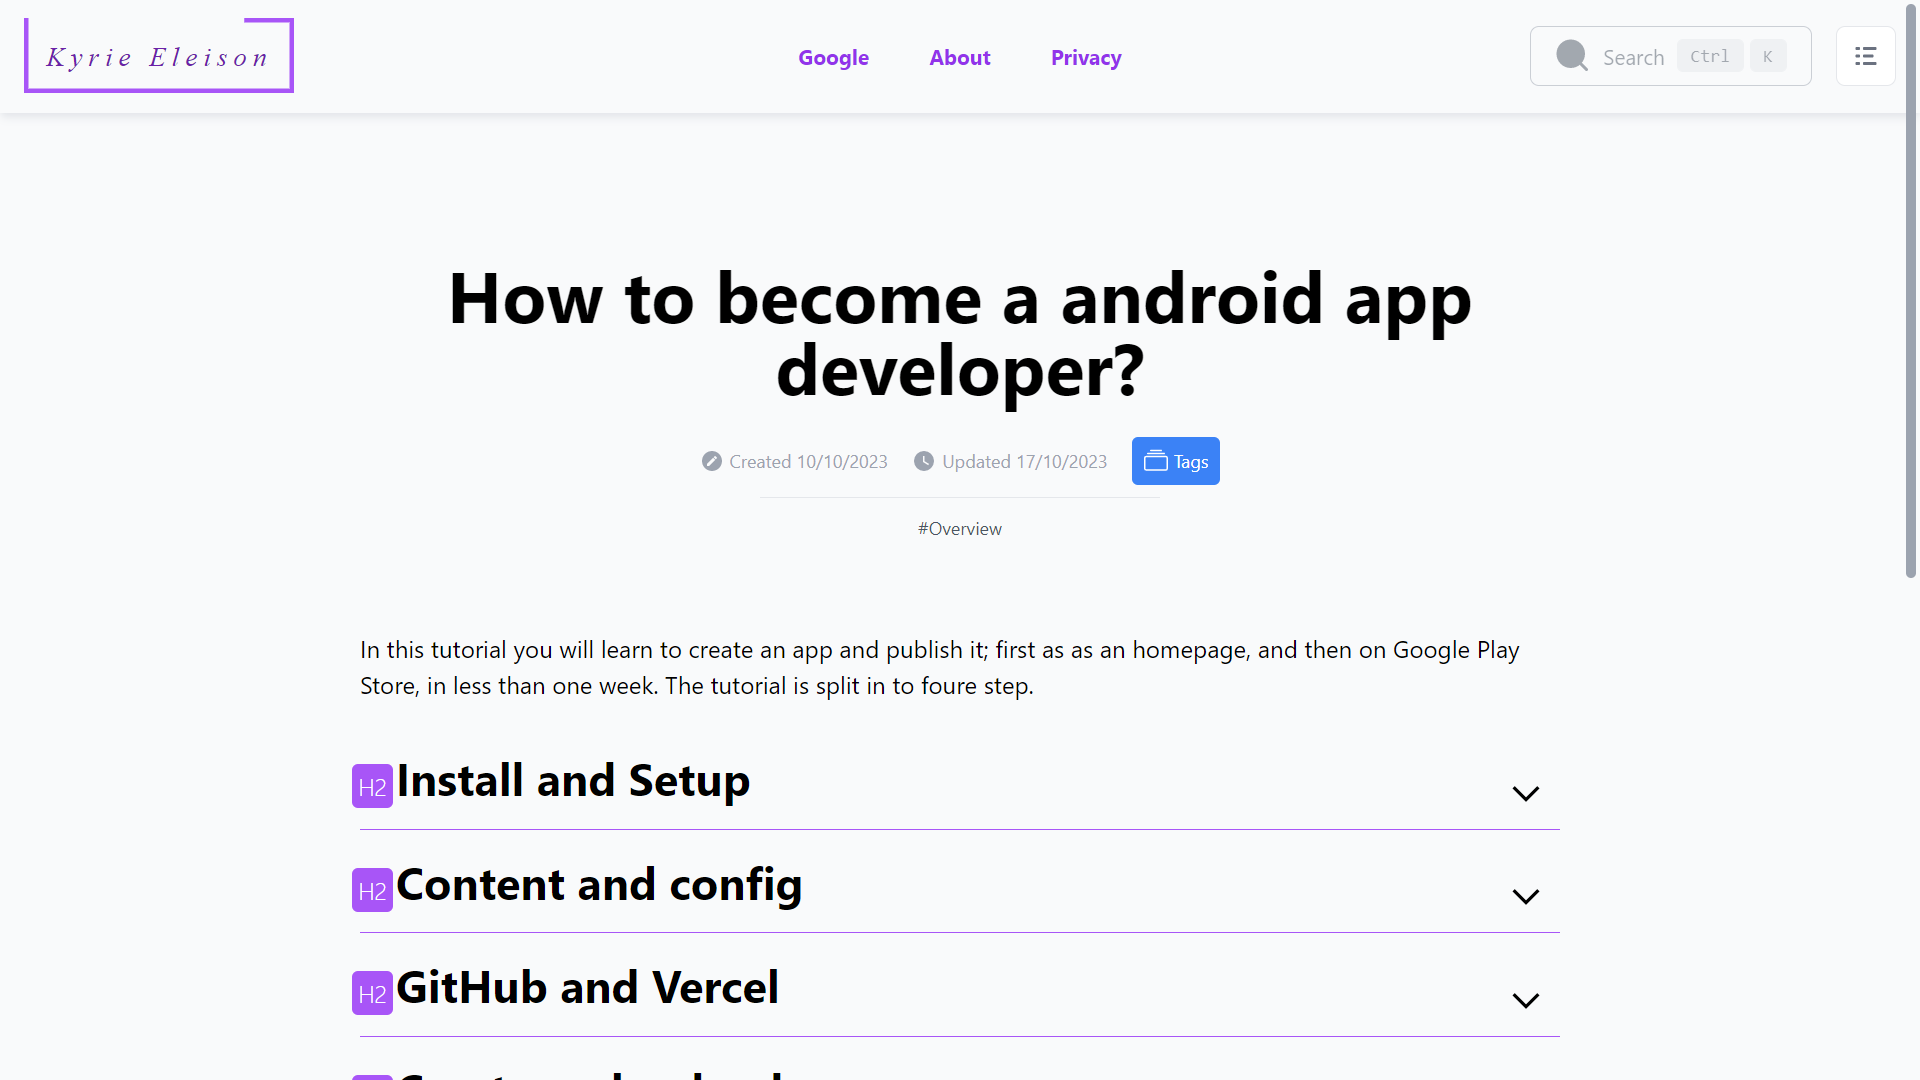 Kyrie Eleison
Google About Privacy
Search Ctrl K
How to become a android app
developer?
Created 10/10/2023 Updated 17/10/2023 Tags
#Overview
In this tutorial you will learn to create an app and publish it; first as as an homepage, and then on Google Play
Store, in less than one week. The tutorial is split in to foure step.
H2 Install and Setup
H2 Content and config
H2 GitHub and Vercel